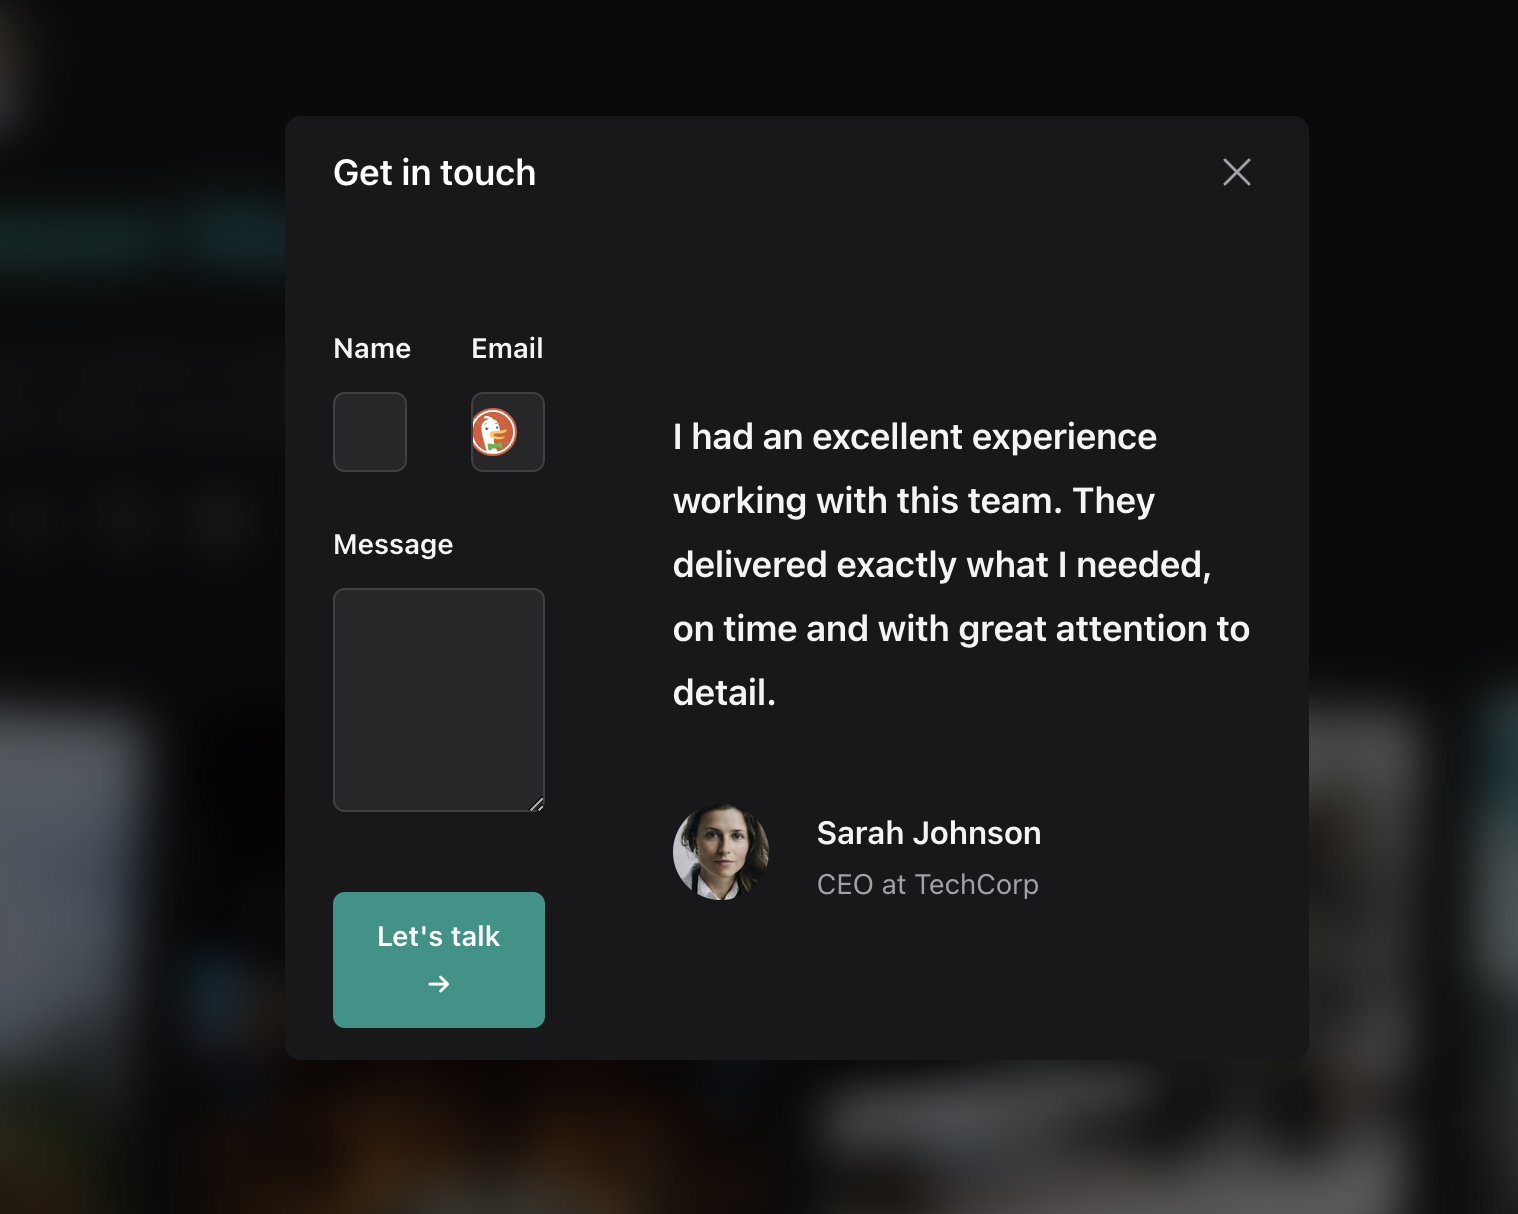 Get in touch
Name
Email
Message
Let's talk
→
I had an excellent experience
working with this team. They
delivered exactly what I needed,
on time and with great attention to
detail.
Sarah Johnson
CEO at TechCorp